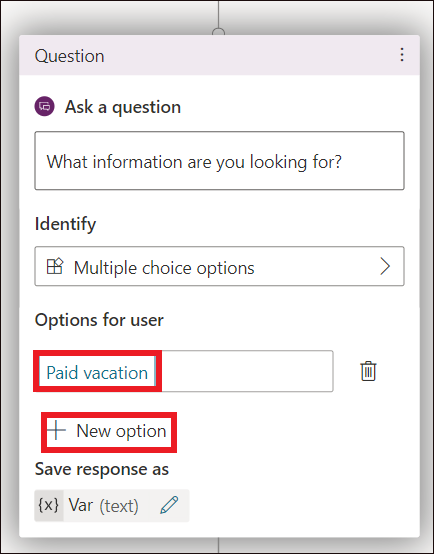 Question
Ask a question
What information are you looking for?
Identify
Multiple choice options
Options for user
Paid vacation
New option
Save response as
{x} Var (text)